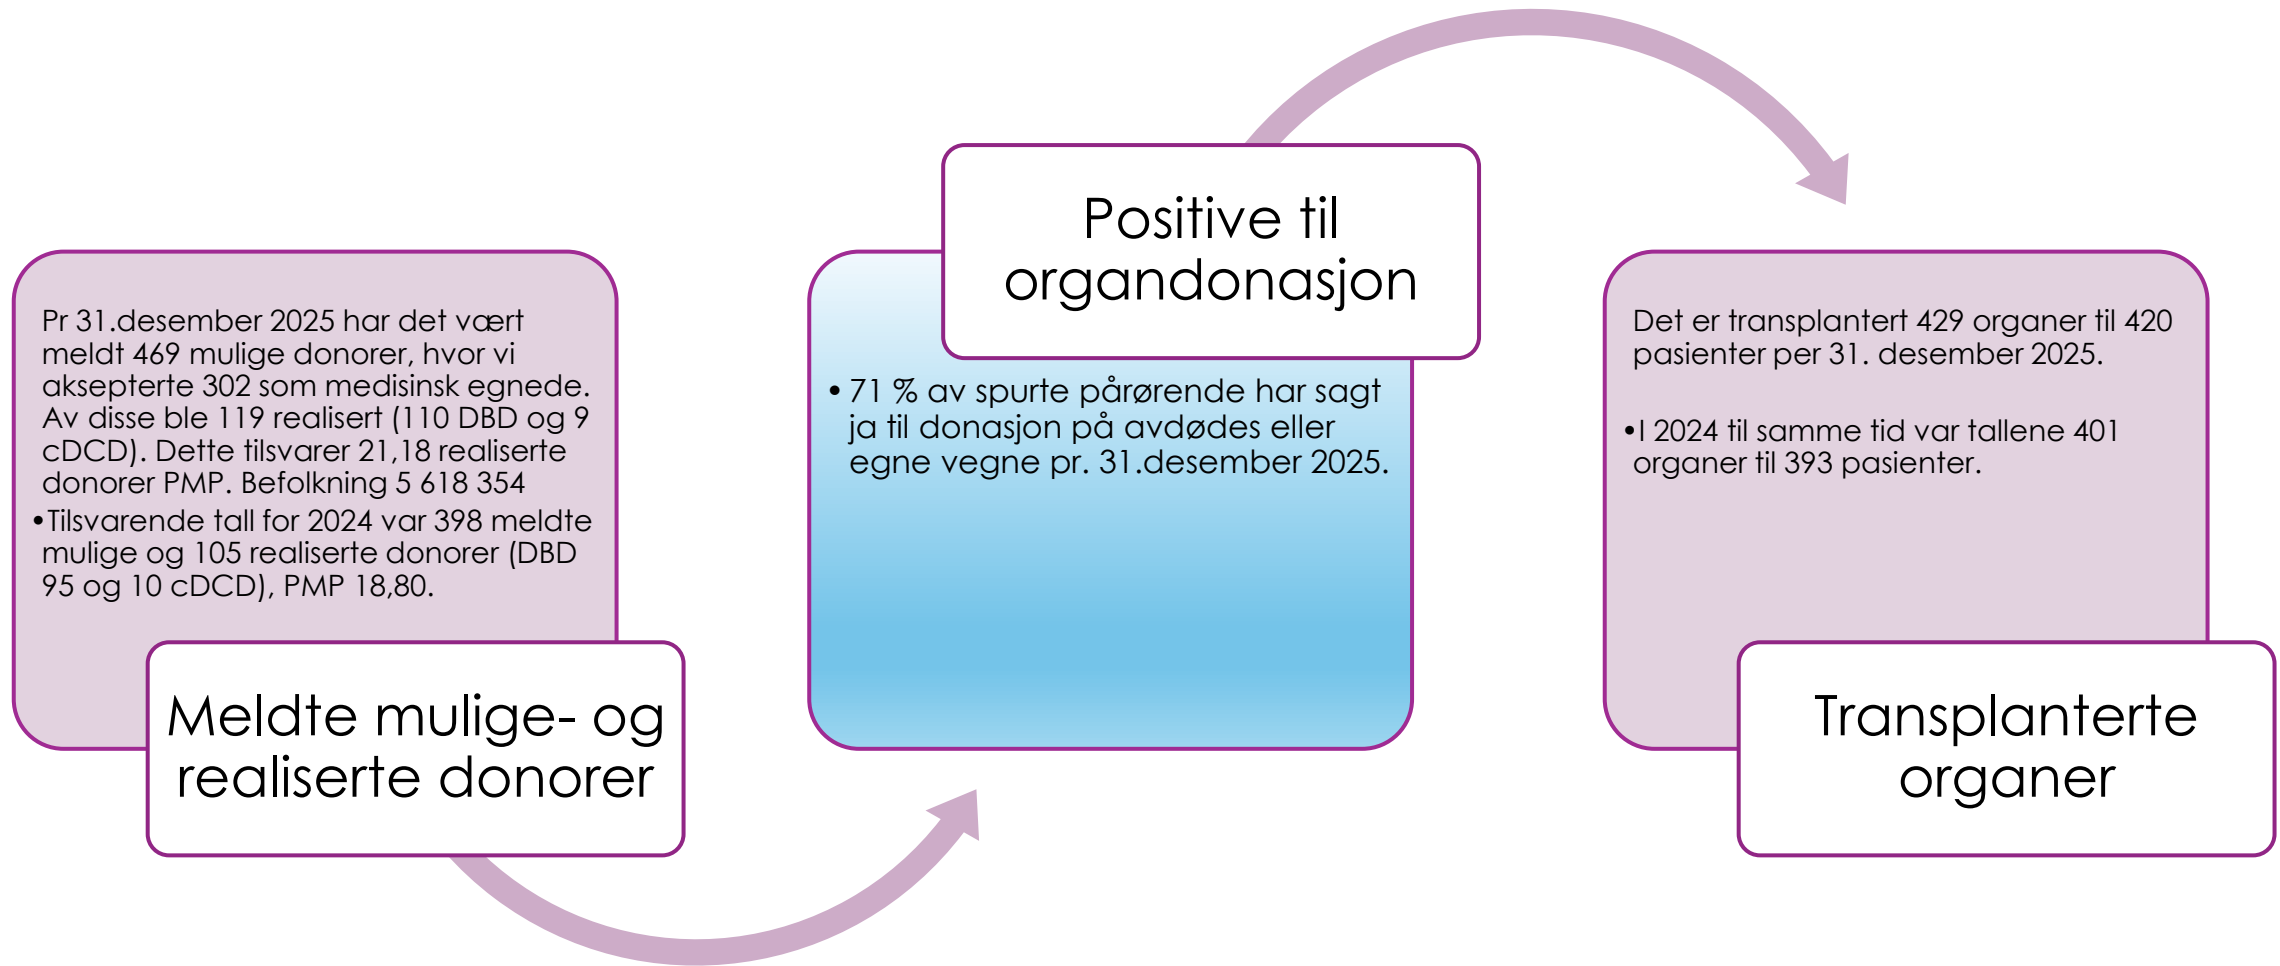 Pr 31.desember 2025 har det vært
meldt 469 mulige donorer, hvor vi
aksepterte 302 som medisinsk egnede.
Av disse ble 119 realisert (110 DBD og 9
cDCD). Dette tilsvarer 21,18 realiserte
donorer PMP. Befolkning 5 618 354
•Tilsvarende tall for 2024 var 398 meldte
mulige og 105 realiserte donorer (DBD
95 og 10 cDCD), PMP 18,80.
Meldte mulige- og
realiserte donorer
Positive til
organdonasjon
• 71 % av spurte pårørende har sagt
ja til donasjon på avdødes eller
egne vegne pr. 31.desember 2025.
Det er transplantert 429 organer til 420
pasienter per 31. desember 2025.
•I 2024 til samme tid var tallene 401
organer til 393 pasienter.
Transplanterte
organer